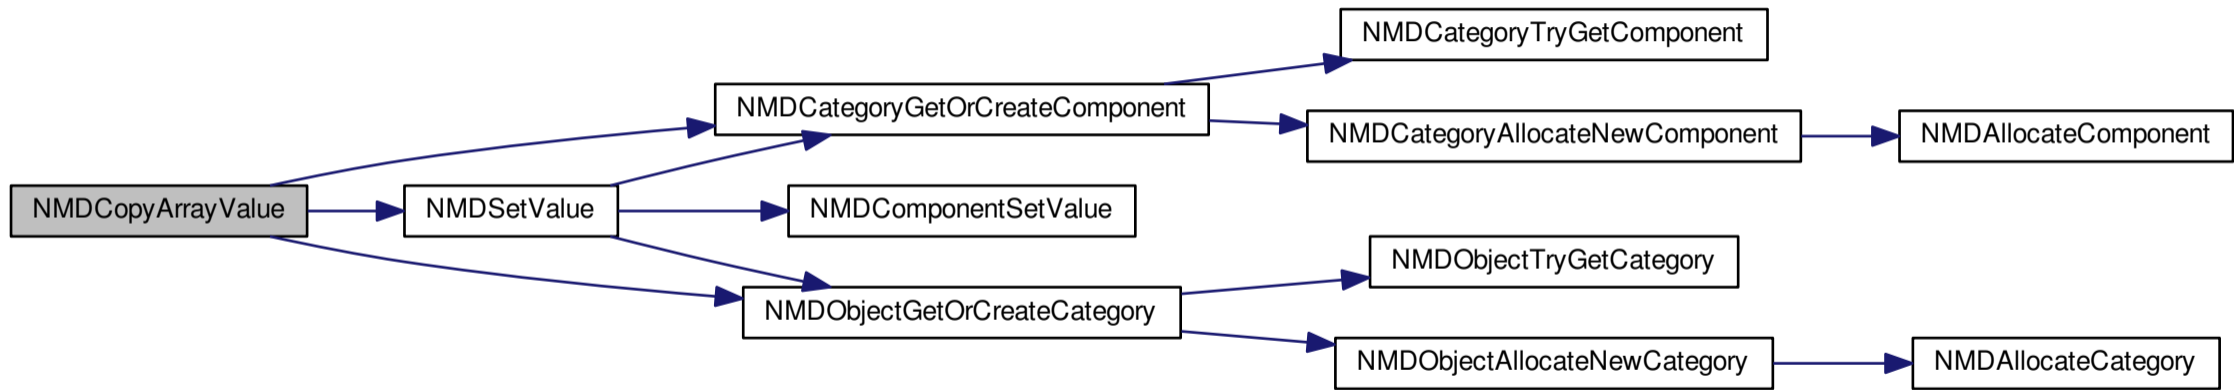 NMDCopyArrayValue
NMDSetValue
NMDCategoryGetOrCreateComponent
NMDComponentSetValue
NMDObjectGetOrCreateCategory
NMDCategoryTryGetComponent
NMDCategoryAllocateNewComponent
NMDObjectTryGetCategory
NMDObjectAllocateNewCategory
NMDAllocateComponent
NMDAllocateCategory